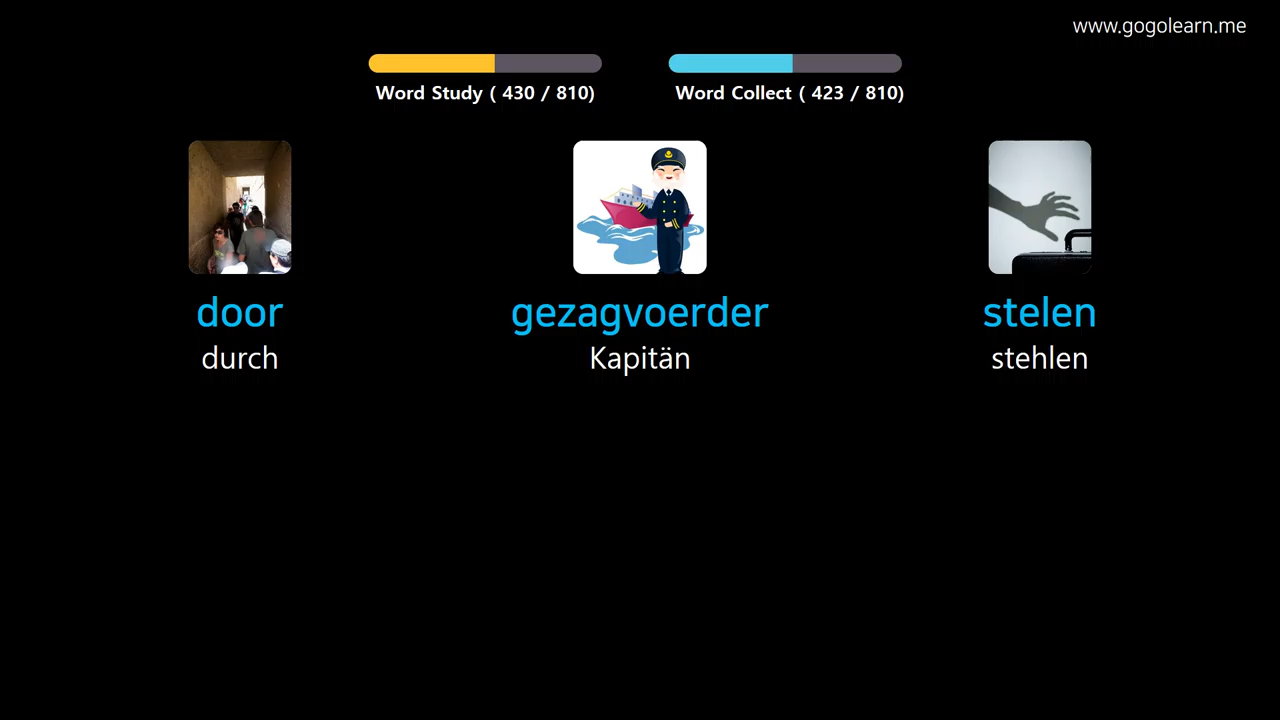 www.gogolearn.me
Word Study ( 430 / 810)
Word Collect ( 423 / 810)
door
gezagvoerder
stelen
durch
Kapitän
stehlen